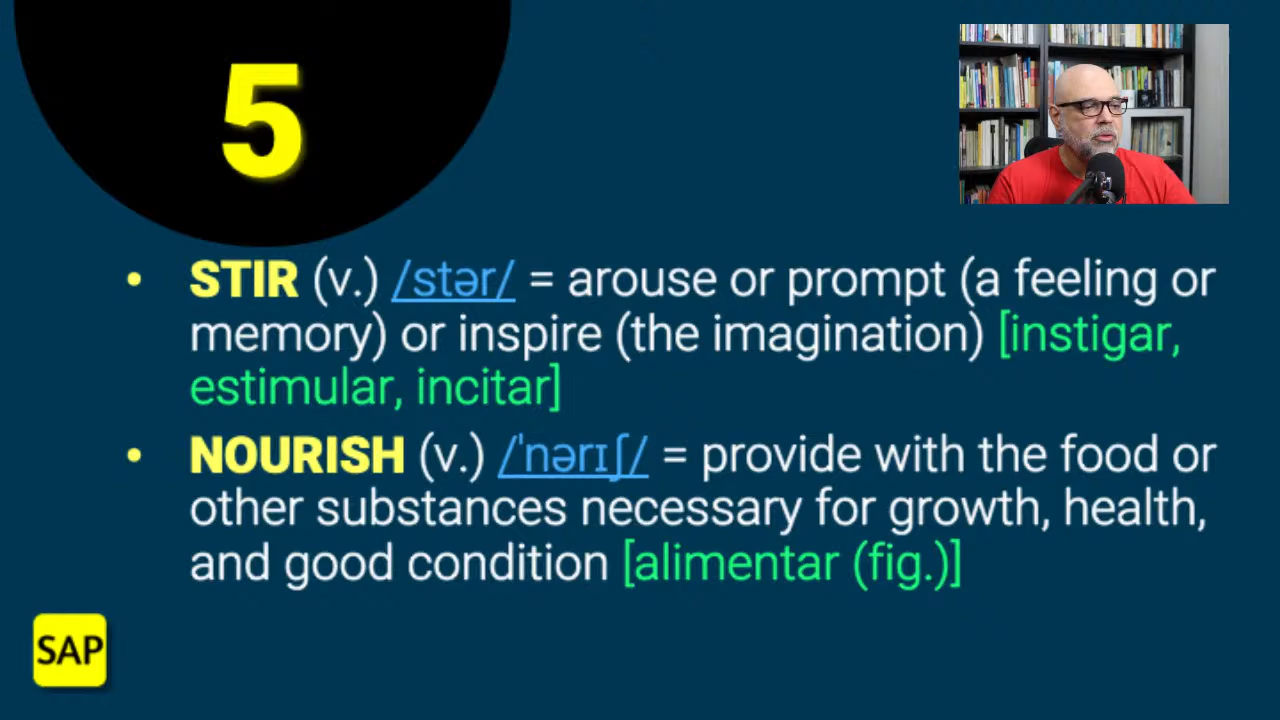 5
• STIR (v.) /stər/ = arouse or prompt (a feeling or
memory) or inspire (the imagination) [instigar,
estimular, incitar]
• NOURISH (v.) /ˈnərɪʃ/ = provide with the food or
other substances necessary for growth, health,
and good condition [alimentar (fig.)]
SAP